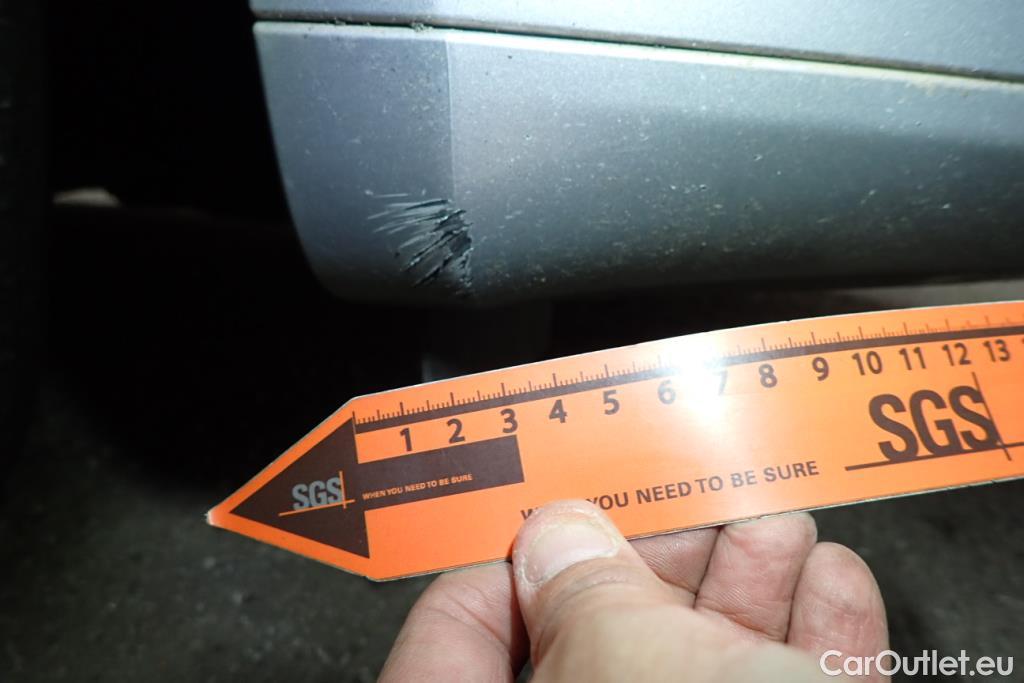 1 2 3 4 5 6 7 8 9 10 11 12 13
SGS
SGS
WHEN YOU NEED TO BE SURE
YOU NEED TO BE SURE
CarOutlet.eu